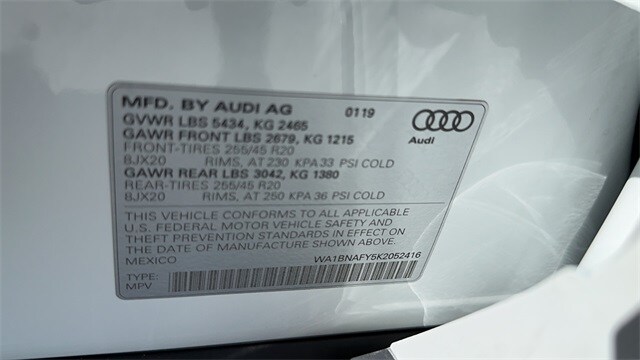 MFD. BY AUDI AG 0119
GVWR LBS 5434, KG 2465
GAWR FRONT LBS 2679, KG 1215
FRONT-TIRES 255/45 R20
8JX20 RIMS, AT 230 KPA 33 PSI COLD
GAWR REAR LBS 3042, KG 1380
REAR-TIRES 255/45 R20
8JX20 RIMS, AT 250 KPA 36 PSI COLD
Audi
THIS VEHICLE CONFORMS TO ALL APPLICABLE
U.S. FEDERAL MOTOR VEHICLE SAFETY AND
THEFT PREVENTION STANDARDS IN EFFECT ON
THE DATE OF MANUFACTURE SHOWN ABOVE.
MEXICO WA1BNAFY5K2052416
TYPE:
MPV